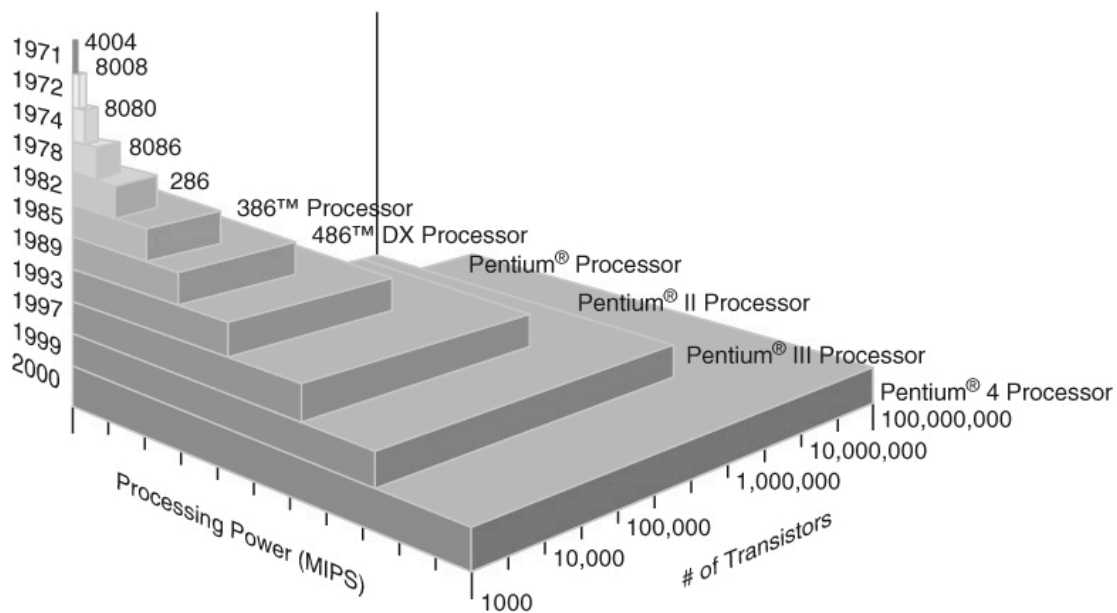 1971
4004
8008
1972
1974
8080
1978
8086
1982
286
1985
386™ Processor
1989
486™ DX Processor
1993
Pentium® Processor
1997
Pentium® II Processor
1999
Pentium® III Processor
2000
Pentium® 4 Processor
100,000,000
10,000,000
1,000,000
100,000
10,000
1000
Processing Power (MIPS)
# of Transistors